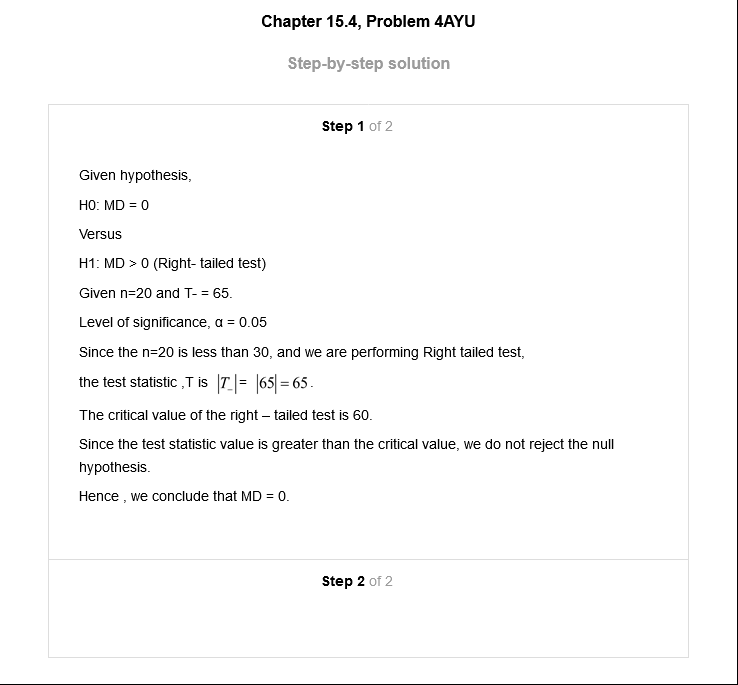 Chapter 15.4, Problem 4AYU
Step-by-step solution
Step 1 of 2
Given hypothesis,
H0: MD = 0
Versus
H1: MD > 0 (Right- tailed test)
Given n=20 and T- = 65.
Level of significance, α = 0.05
Since the n=20 is less than 30, and we are performing Right tailed test,
the test statistic ,T is |T_|= |65|=65.
The critical value of the right – tailed test is 60.
Since the test statistic value is greater than the critical value, we do not reject the null
hypothesis.
Hence , we conclude that MD = 0.
Step 2 of 2